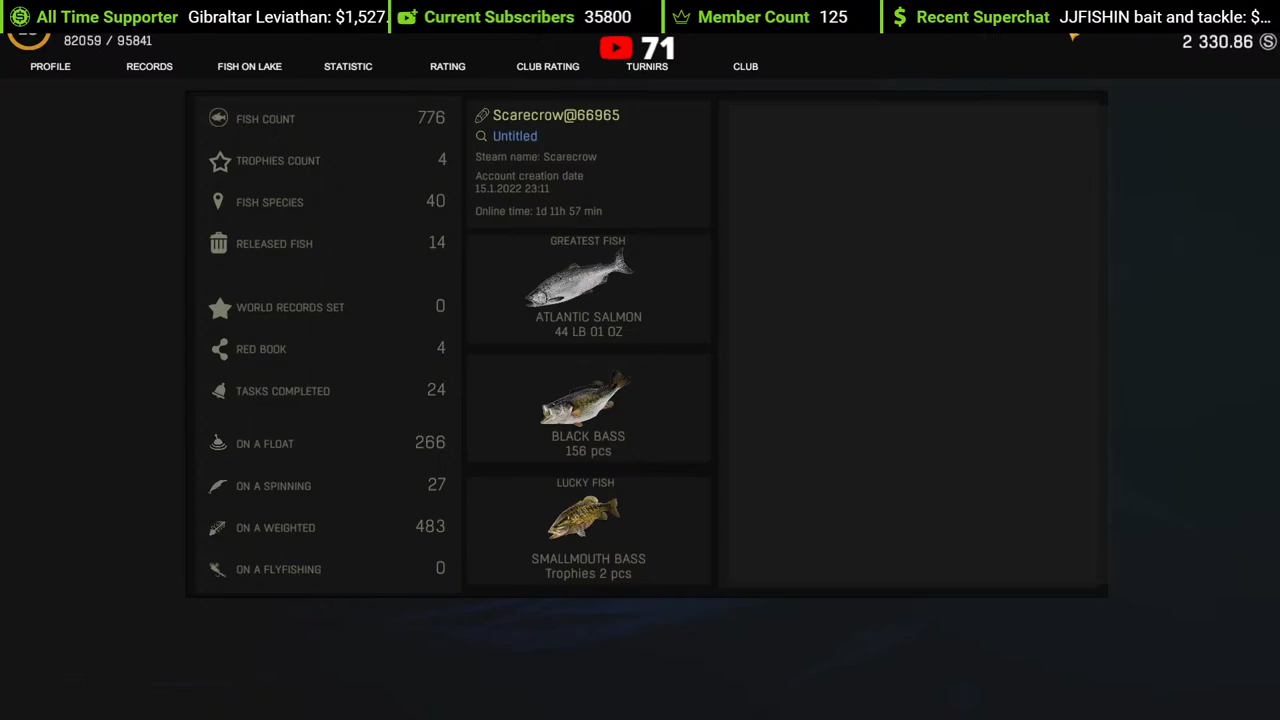 All Time Supporter Gibraltar Leviathan: $1,527. Current Subscribers 35800 Member Count 125 Recent Superchat JJFISHIN bait and tackle: $...
82059 / 95841 71 2 330.86
PROFILE RECORDS FISH ON LAKE STATISTIC RATING CLUB RATING TURNIRS CLUB
FISH COUNT 776
TROPHIES COUNT 4
FISH SPECIES 40
RELEASED FISH 14
WORLD RECORDS SET 0
RED BOOK 4
TASKS COMPLETED 24
ON A FLOAT 266
ON A SPINNING 27
ON A WEIGHTED 483
ON A FLYFISHING 0
Scarecrow@66965
Untitled
Steam name: Scarecrow
Account creation date
15.1.2022 23:11
Online time: 1d 11h 57 min
GREATEST FISH
ATLANTIC SALMON
44 LB 01 OZ
BLACK BASS
156 pcs
LUCKY FISH
SMALLMOUTH BASS
Trophies 2 pcs